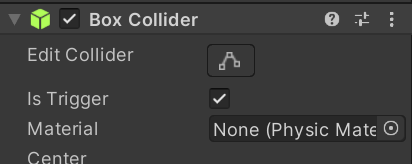 Box Collider
Edit Collider
Is Trigger
Material None (Physic Mate
Center